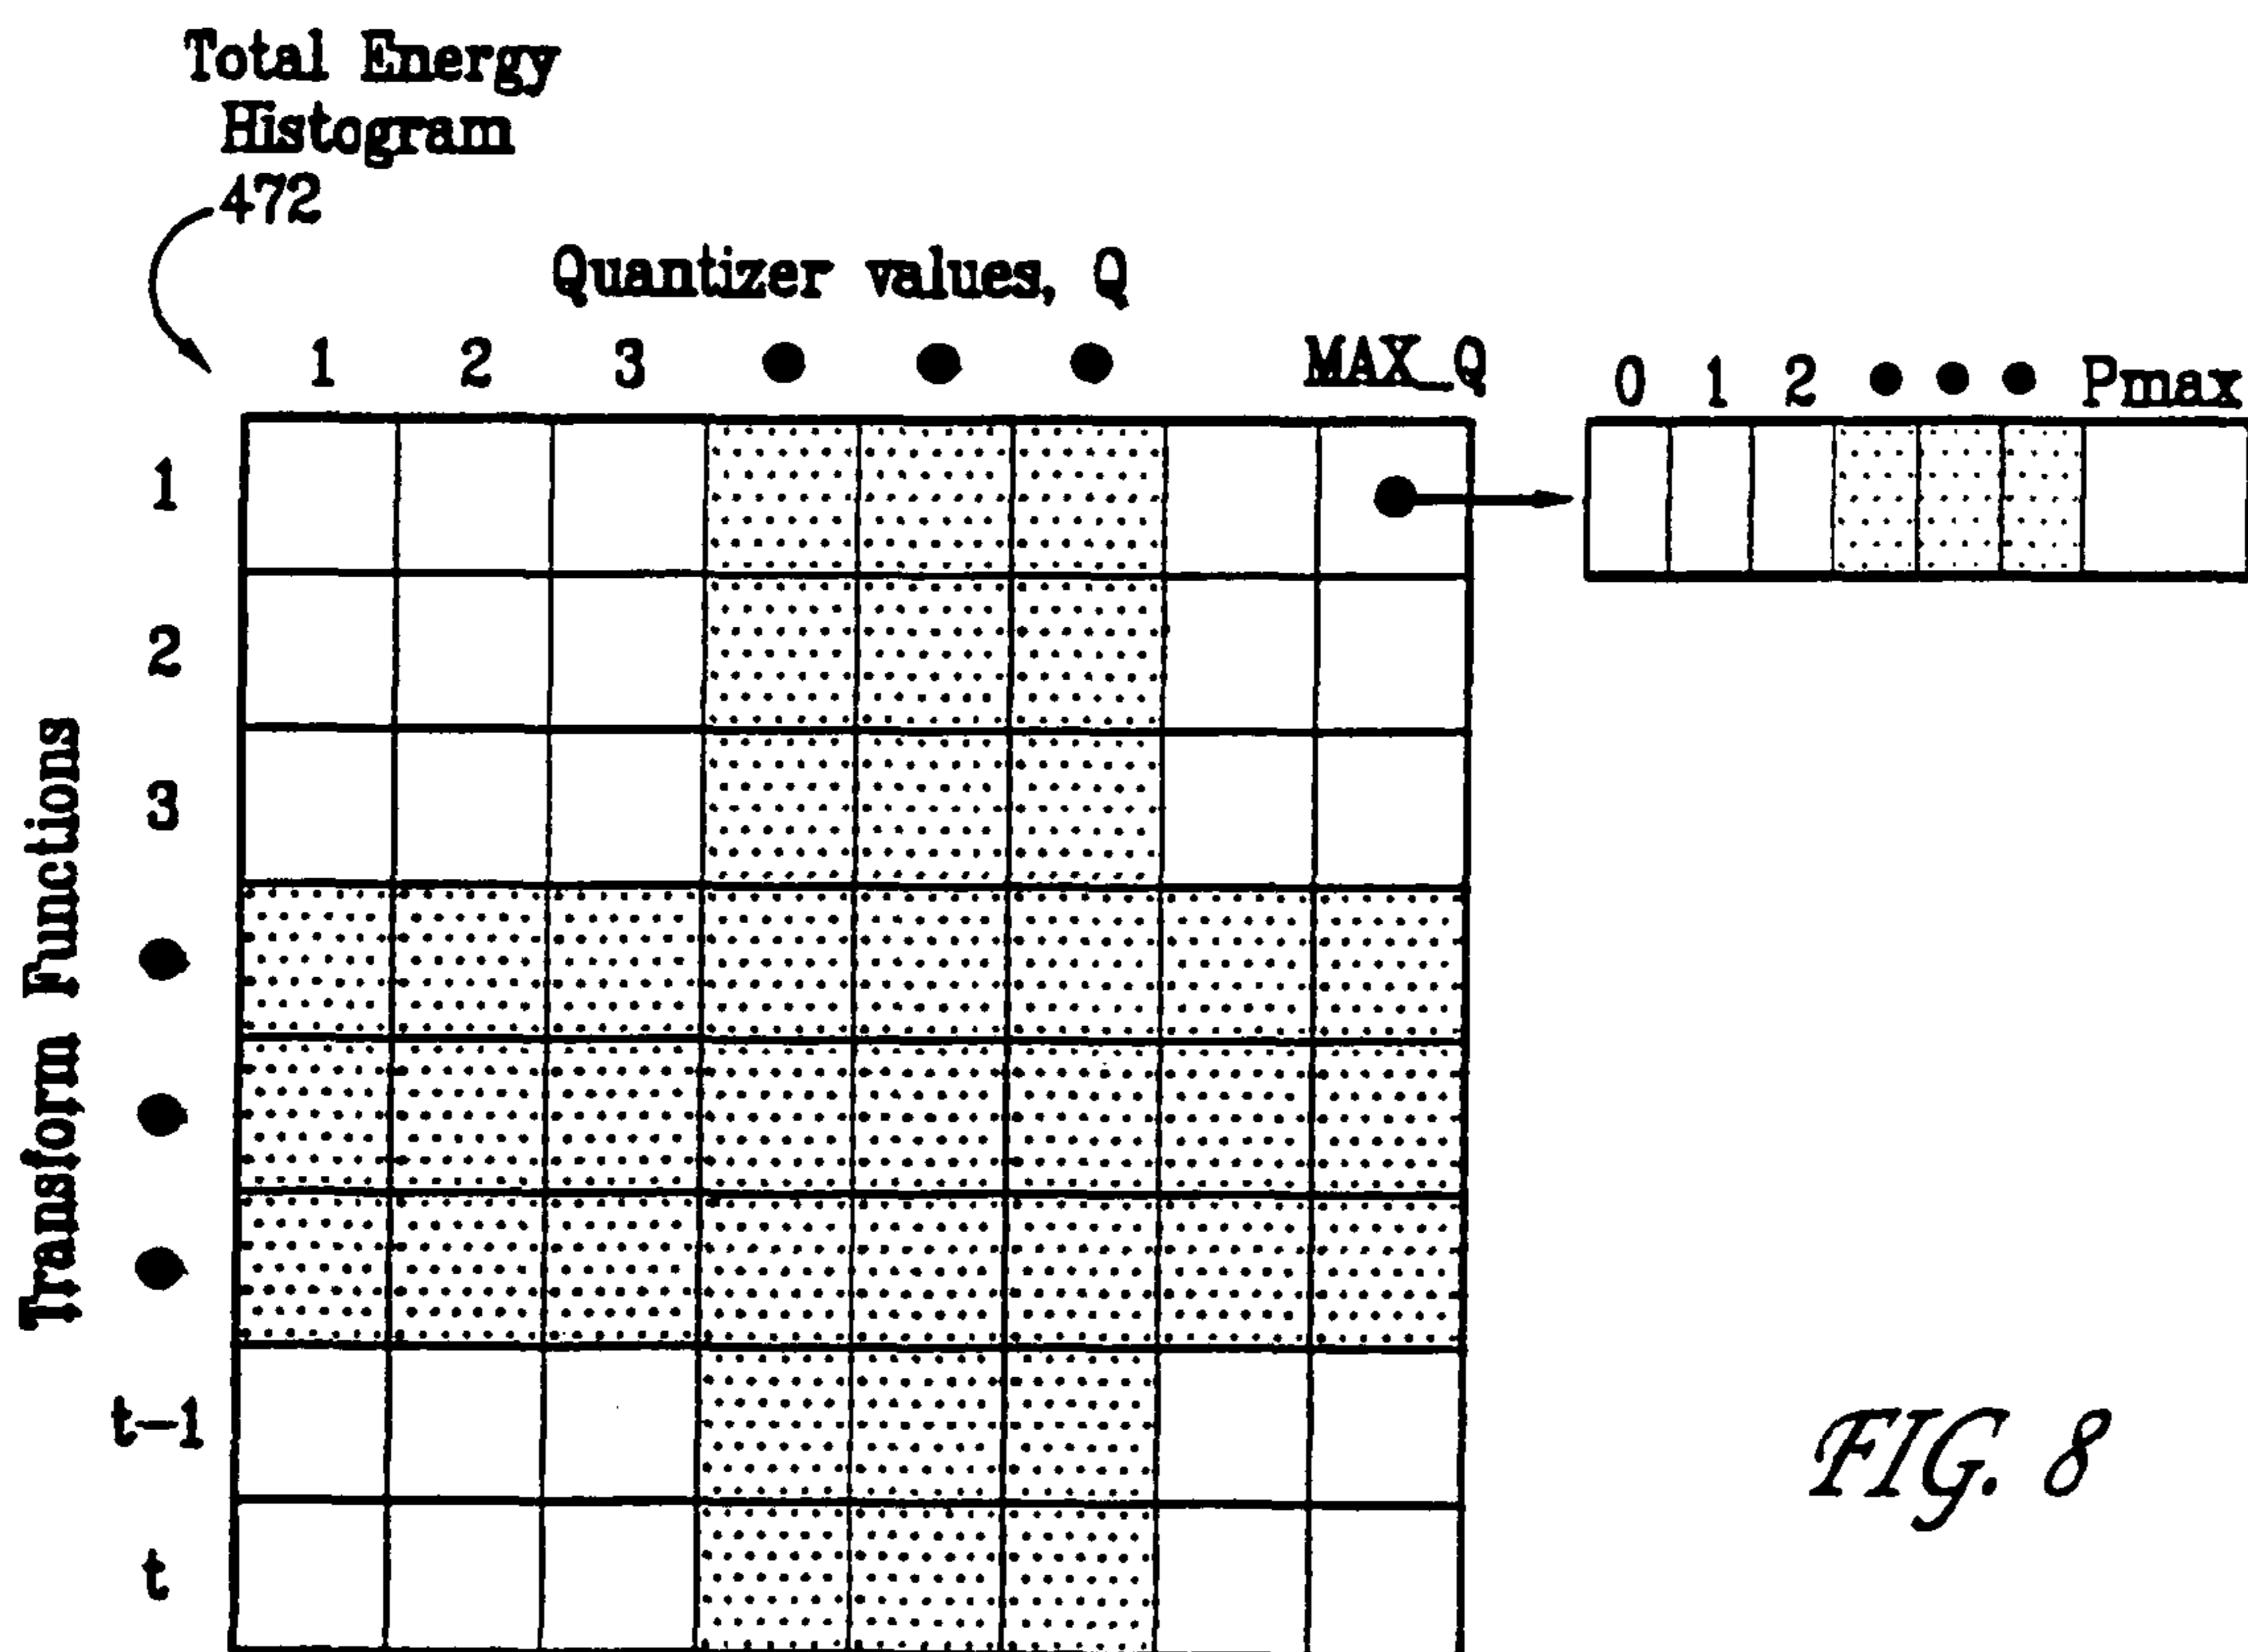 Total Energy
Histogram
472
Quantizer values, Q
1 2 3 ● ● ● MAX_Q
0 1 2 ● ● ● Pmax
Transform Functions
1
2
3
●
●
●
t-1
t
FIG. 8